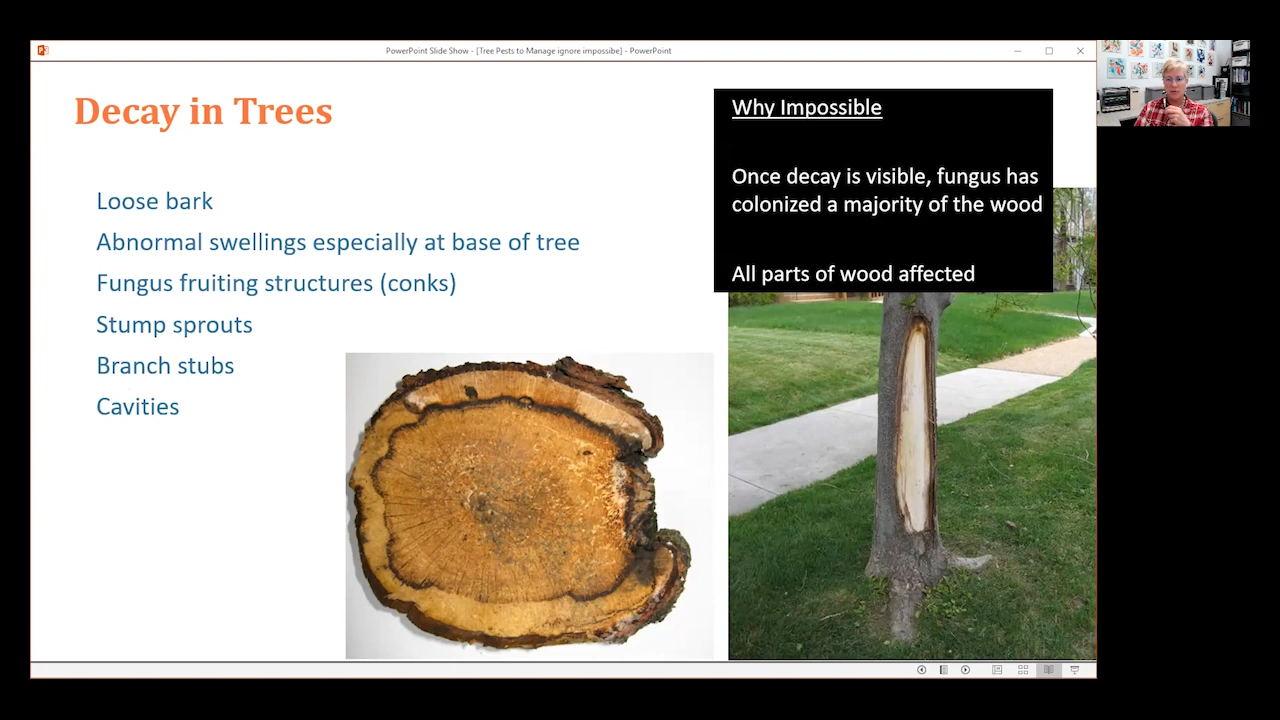 PowerPoint Slide Show - [Tree Pests to Manage ignore impossibe] - PowerPoint
Decay in Trees
Loose bark
Abnormal swellings especially at base of tree
Fungus fruiting structures (conks)
Stump sprouts
Branch stubs
Cavities
Why Impossible
Once decay is visible, fungus has
colonized a majority of the wood
All parts of wood affected